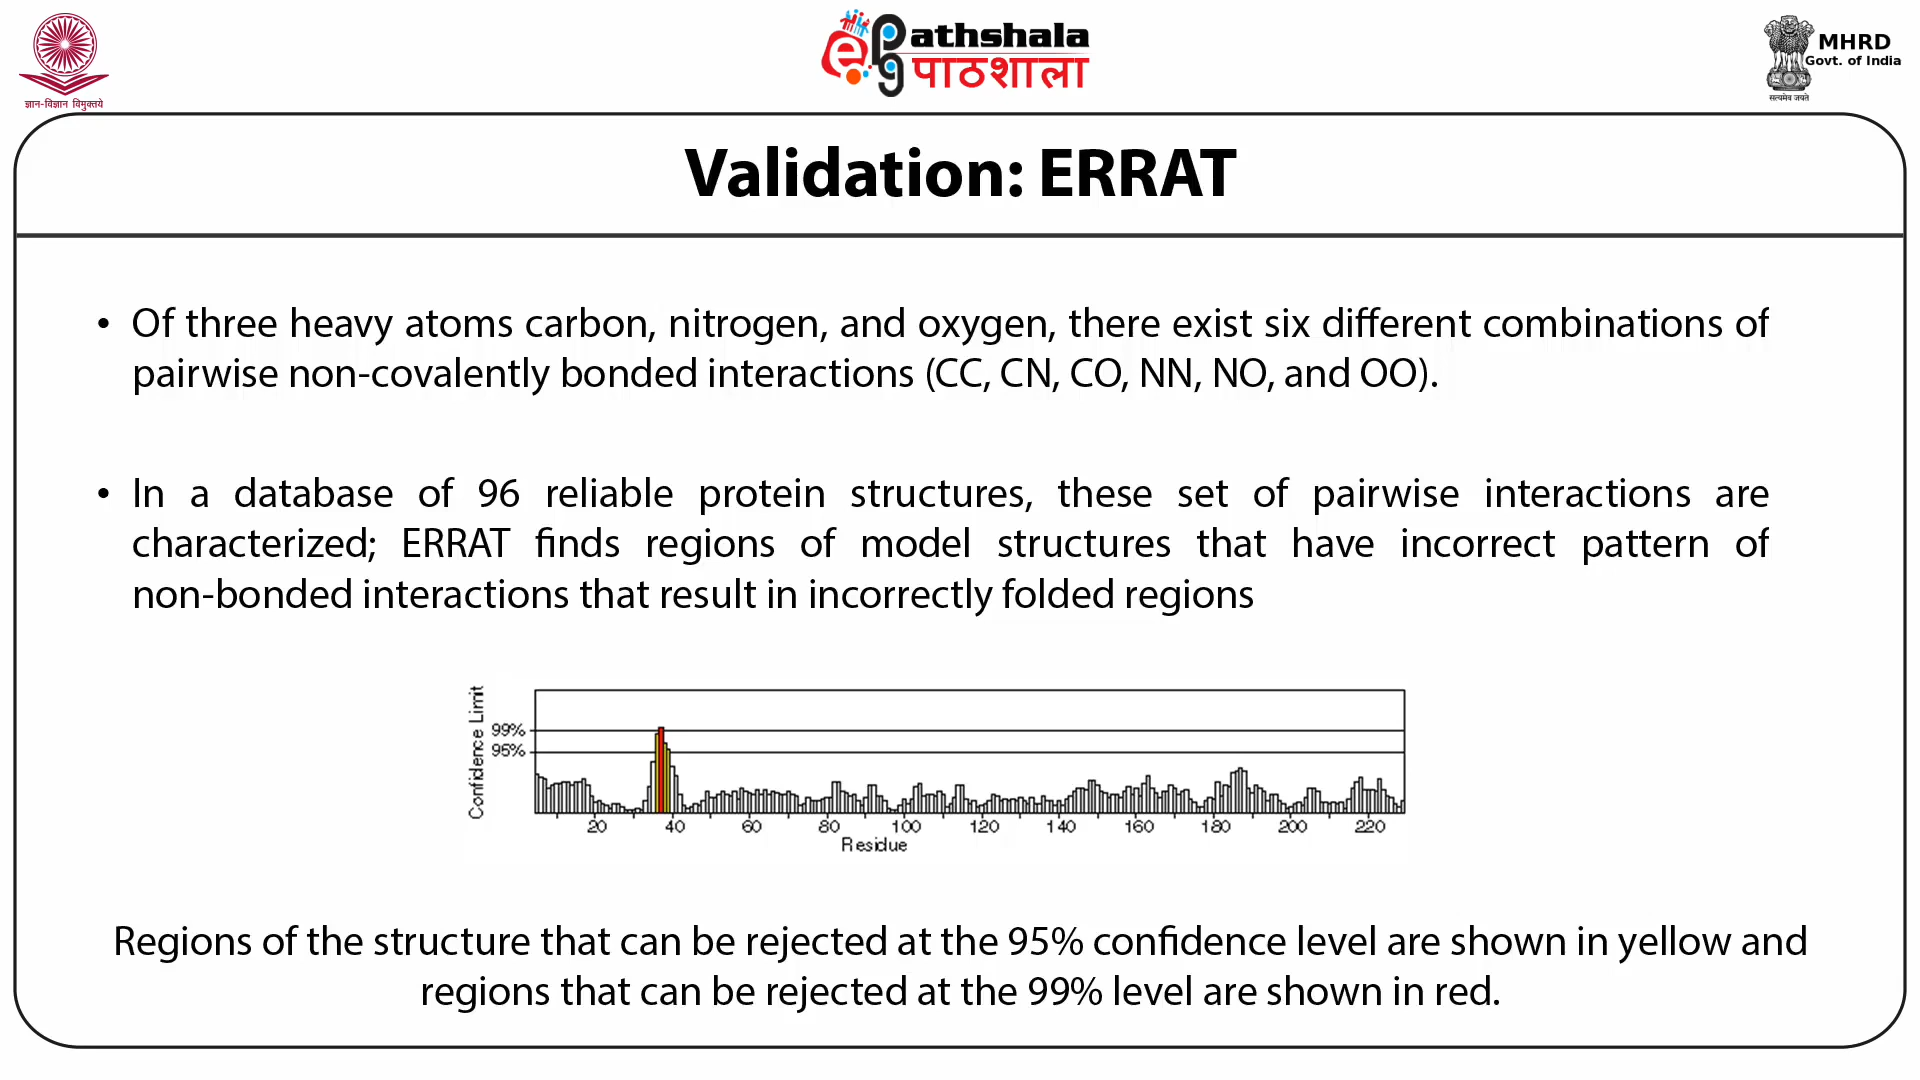 ज्ञान-विज्ञान विमुक्तये
ePathshala
पाठशाला
MHRD
Govt. of India
सत्यमेव जयते
Validation: ERRAT
• Of three heavy atoms carbon, nitrogen, and oxygen, there exist six different combinations of
pairwise non-covalently bonded interactions (CC, CN, CO, NN, NO, and OO).
• In a database of 96 reliable protein structures, these set of pairwise interactions are
characterized; ERRAT finds regions of model structures that have incorrect pattern of
non-bonded interactions that result in incorrectly folded regions
Confidence Limit
99%
95%
20 40 60 80 100 120 140 160 180 200 220
Residue
Regions of the structure that can be rejected at the 95% confidence level are shown in yellow and
regions that can be rejected at the 99% level are shown in red.